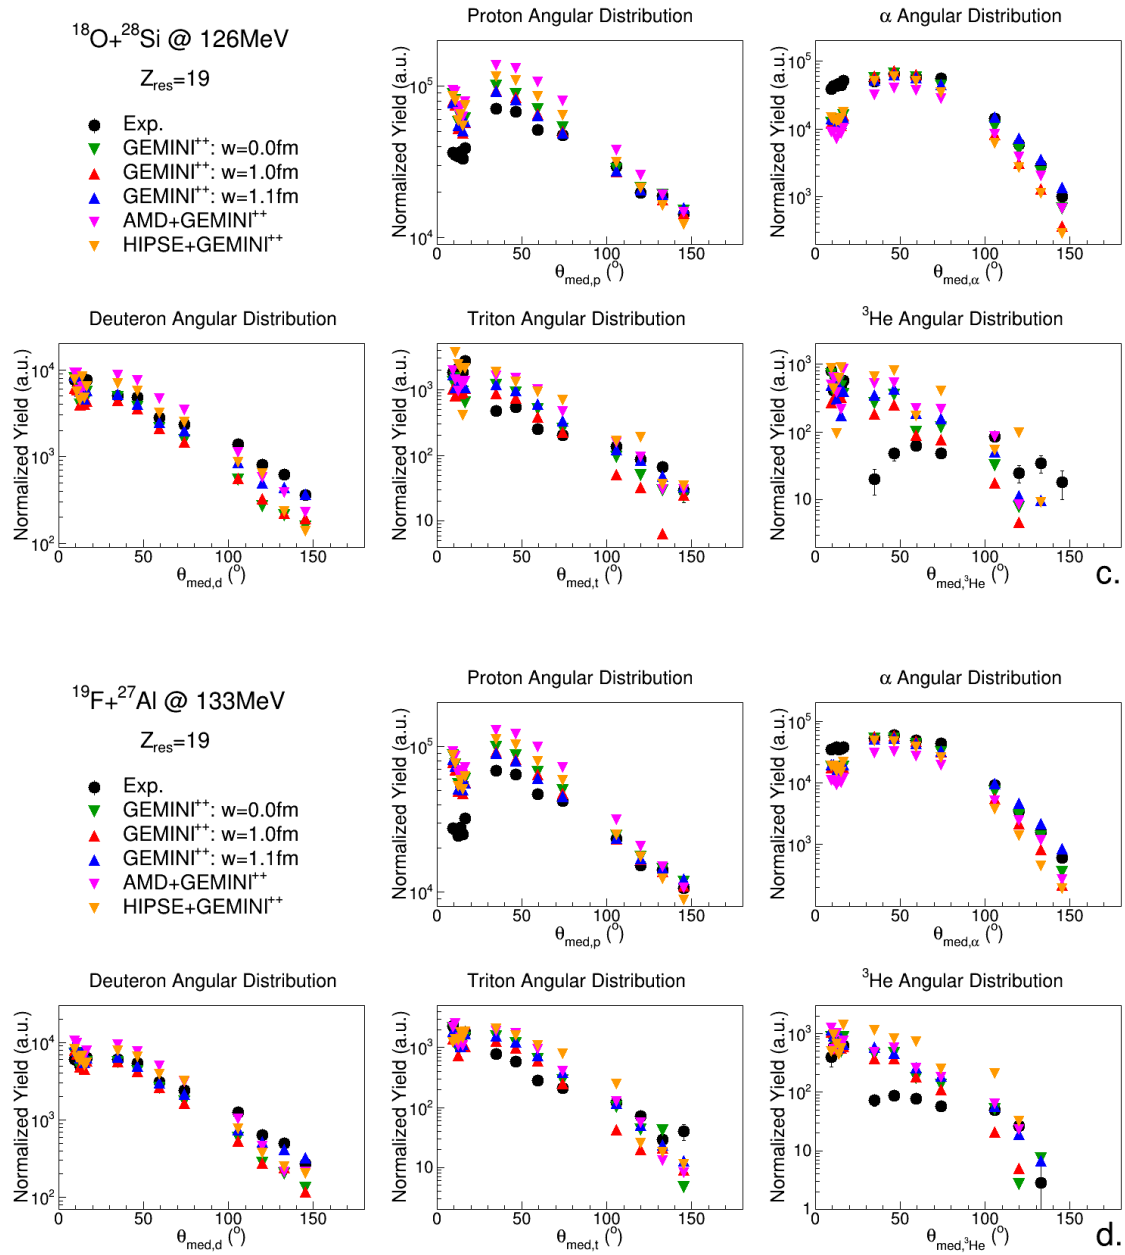 ¹⁸O+²⁸Si @ 126MeV
Z_res=19
Exp.
GEMINI⁺⁺: w=0.0fm
GEMINI⁺⁺: w=1.0fm
GEMINI⁺⁺: w=1.1fm
AMD+GEMINI⁺⁺
HIPSE+GEMINI⁺⁺
Proton Angular Distribution
Normalized Yield (a.u.)
10⁵
10⁴
0 50 100 150
θ_med,p (°)
α Angular Distribution
Normalized Yield (a.u.)
10⁵
10⁴
10³
0 50 100 150
θ_med,α (°)
Deuteron Angular Distribution
Normalized Yield (a.u.)
10⁴
10³
10²
0 50 100 150
θ_med,d (°)
Triton Angular Distribution
Normalized Yield (a.u.)
10³
10²
10
0 50 100 150
θ_med,t (°)
³He Angular Distribution
Normalized Yield (a.u.)
10³
10²
10
0 50 100 150
θ_med,³He (°)
c.
¹⁹F+²⁷Al @ 133MeV
Z_res=19
Exp.
GEMINI⁺⁺: w=0.0fm
GEMINI⁺⁺: w=1.0fm
GEMINI⁺⁺: w=1.1fm
AMD+GEMINI⁺⁺
HIPSE+GEMINI⁺⁺
Proton Angular Distribution
Normalized Yield (a.u.)
10⁵
10⁴
0 50 100 150
θ_med,p (°)
α Angular Distribution
Normalized Yield (a.u.)
10⁵
10⁴
10³
0 50 100 150
θ_med,α (°)
Deuteron Angular Distribution
Normalized Yield (a.u.)
10⁴
10³
10²
0 50 100 150
θ_med,d (°)
Triton Angular Distribution
Normalized Yield (a.u.)
10³
10²
10
0 50 100 150
θ_med,t (°)
³He Angular Distribution
Normalized Yield (a.u.)
10³
10²
10
1
0 50 100 150
θ_med,³He (°)
d.